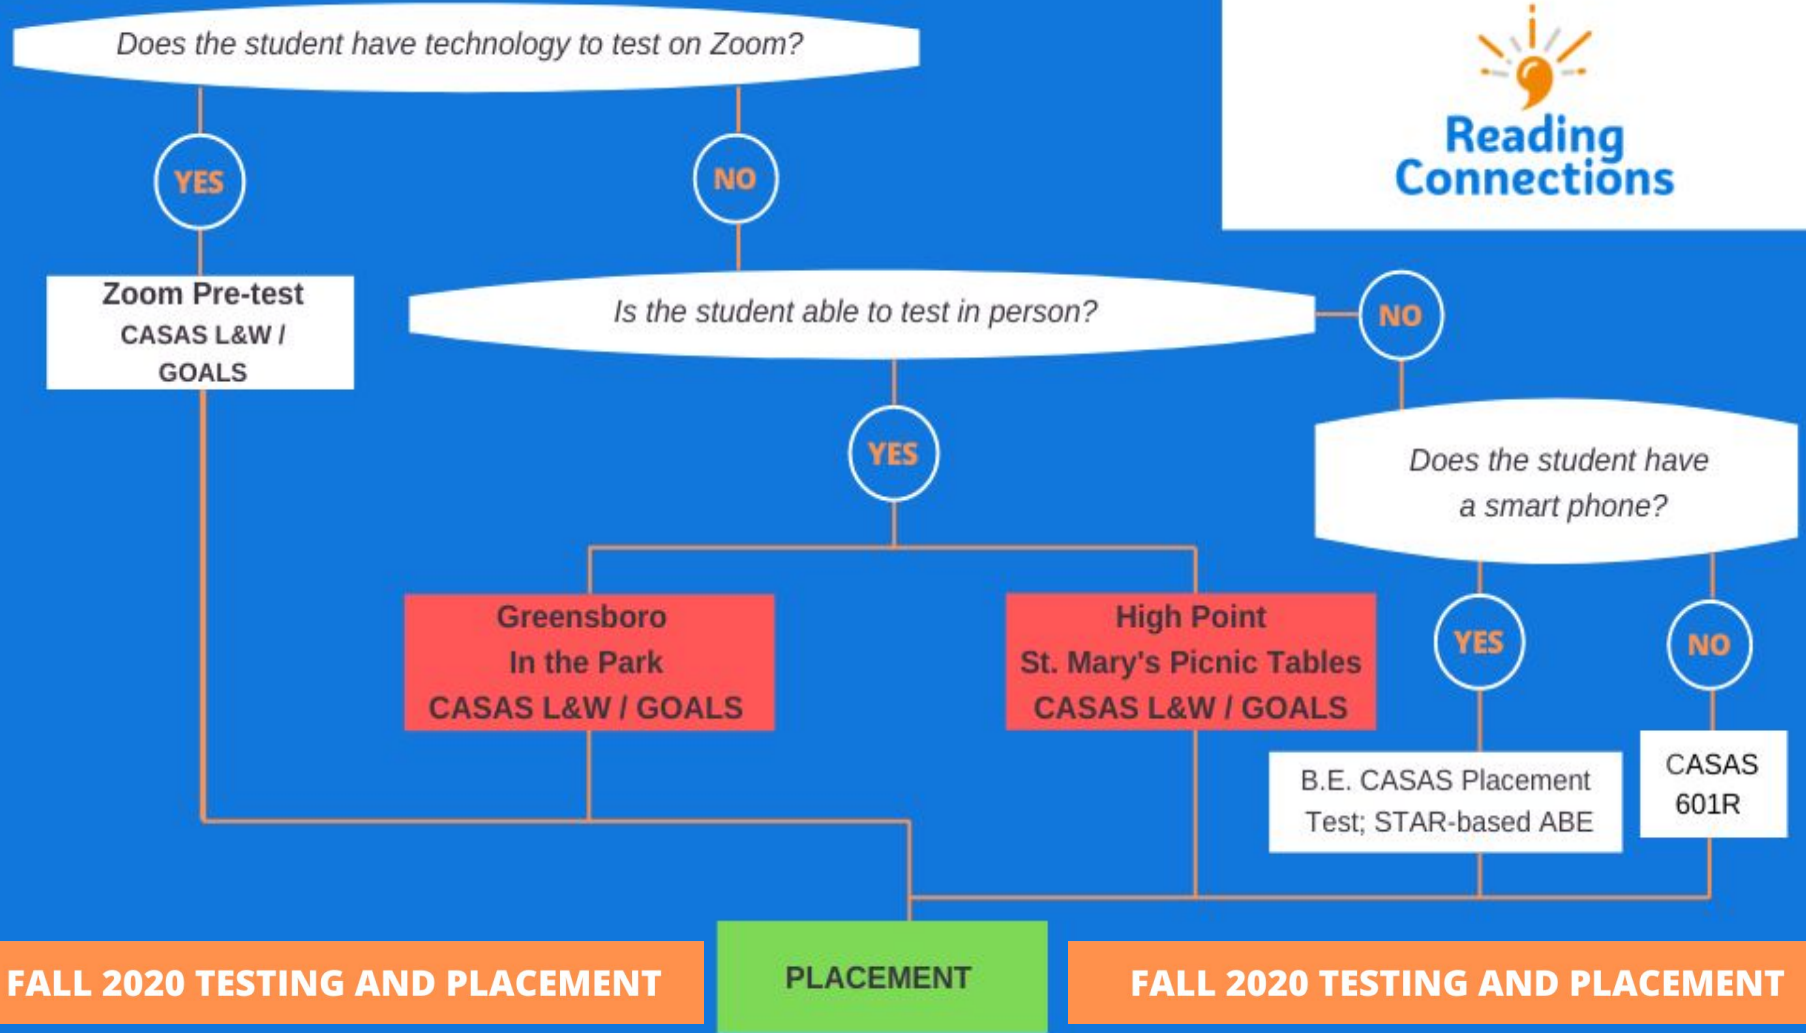 Does the student have technology to test on Zoom?
Reading
Connections
YES
NO
Zoom Pre-test
CASAS L&W /
GOALS
Is the student able to test in person?
NO
YES
Does the student have
a smart phone?
Greensboro
In the Park
CASAS L&W / GOALS
High Point
St. Mary's Picnic Tables
CASAS L&W / GOALS
YES
NO
B.E. CASAS Placement
Test; STAR-based ABE
CASAS
601R
FALL 2020 TESTING AND PLACEMENT
PLACEMENT
FALL 2020 TESTING AND PLACEMENT